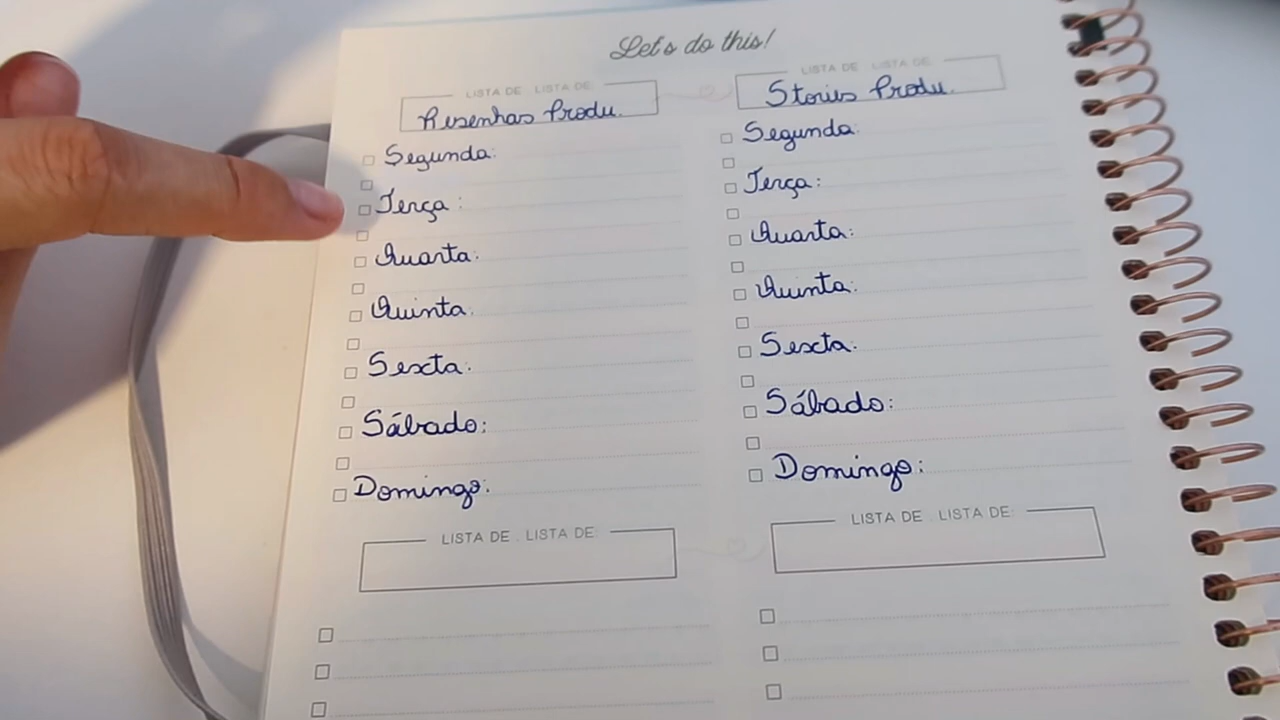 Let's do this!
LISTA DE . LISTA DE:
Resenhas Produ.
Segunda:
Terça :
Quarta:
Quinta:
Sexta:
Sábado:
Domingo:
LISTA DE . LISTA DE:
Stories Produ.
Segunda:
Terça :
Quarta:
Quinta:
Sexta:
Sábado:
Domingo:
LISTA DE . LISTA DE:
LISTA DE . LISTA DE: